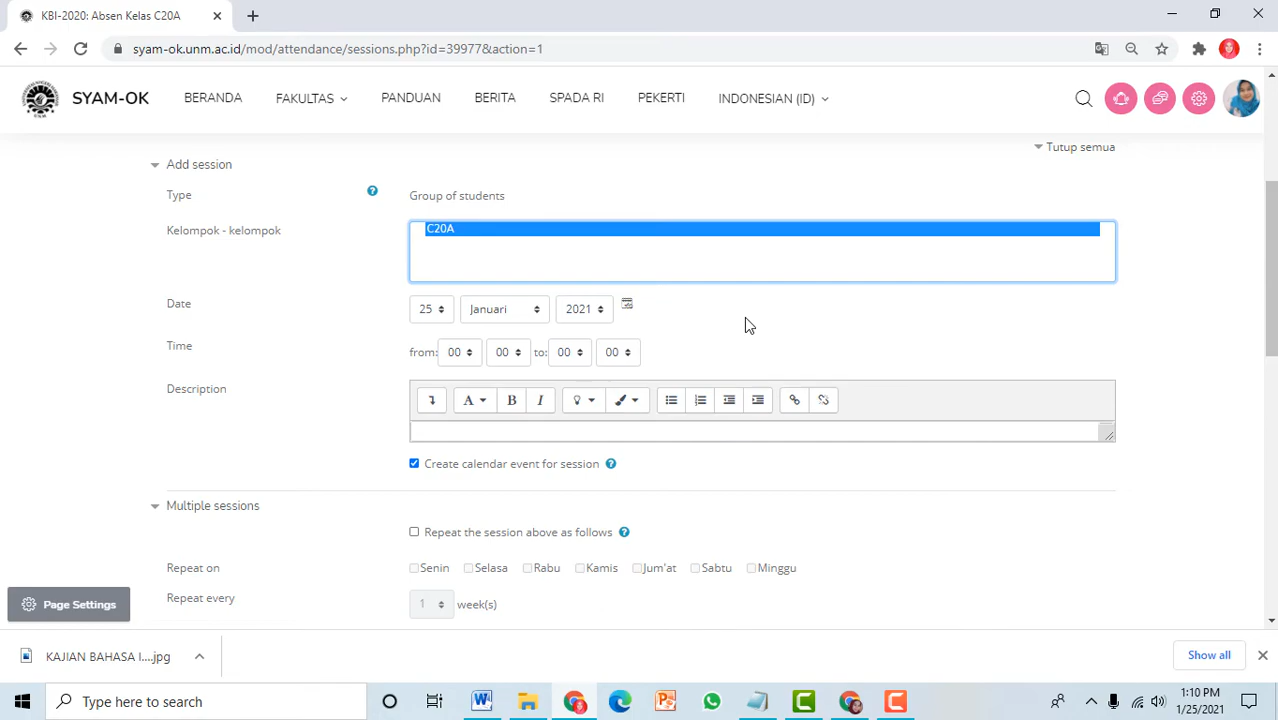 KBI-2020: Absen Kelas C20A
syam-ok.unm.ac.id/mod/attendance/sessions.php?id=39977&action=1
SYAM-OK BERANDA FAKULTAS PANDUAN BERITA SPADA RI PEKERTI INDONESIAN (ID)
Tutup semua
Add session
Type Group of students
Kelompok - kelompok C20A
Date 25 Januari 2021
Time from: 00 00 to: 00 00
Description
A B I
Create calendar event for session
Multiple sessions
Repeat the session above as follows
Repeat on Senin Selasa Rabu Kamis Jum'at Sabtu Minggu
Repeat every 1 week(s)
Page Settings
KAJIAN BAHASA I....jpg Show all
Type here to search
1:10 PM
1/25/2021